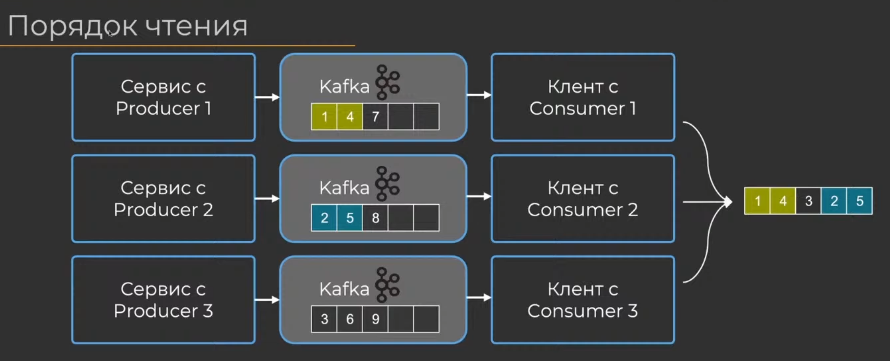 Порядок чтения
Сервис с
Producer 1
Kafka
1 4 7
Клент с
Consumer 1
Сервис с
Producer 2
Kafka
2 5 8
Клент с
Consumer 2
1 4 3 2 5
Сервис с
Producer 3
Kafka
3 6 9
Клент с
Consumer 3